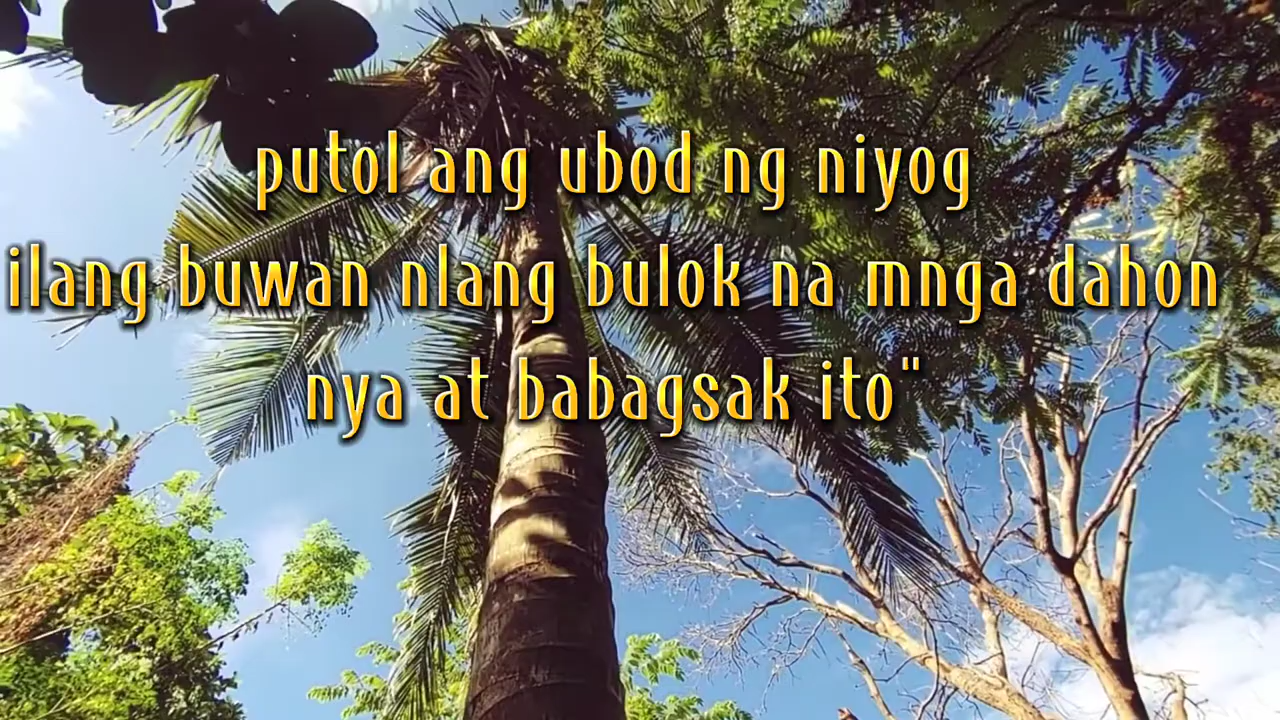 putol ang ubod ng niyog
ilang buwan nlang bulok na mnga dahon
nya at babagsak ito"